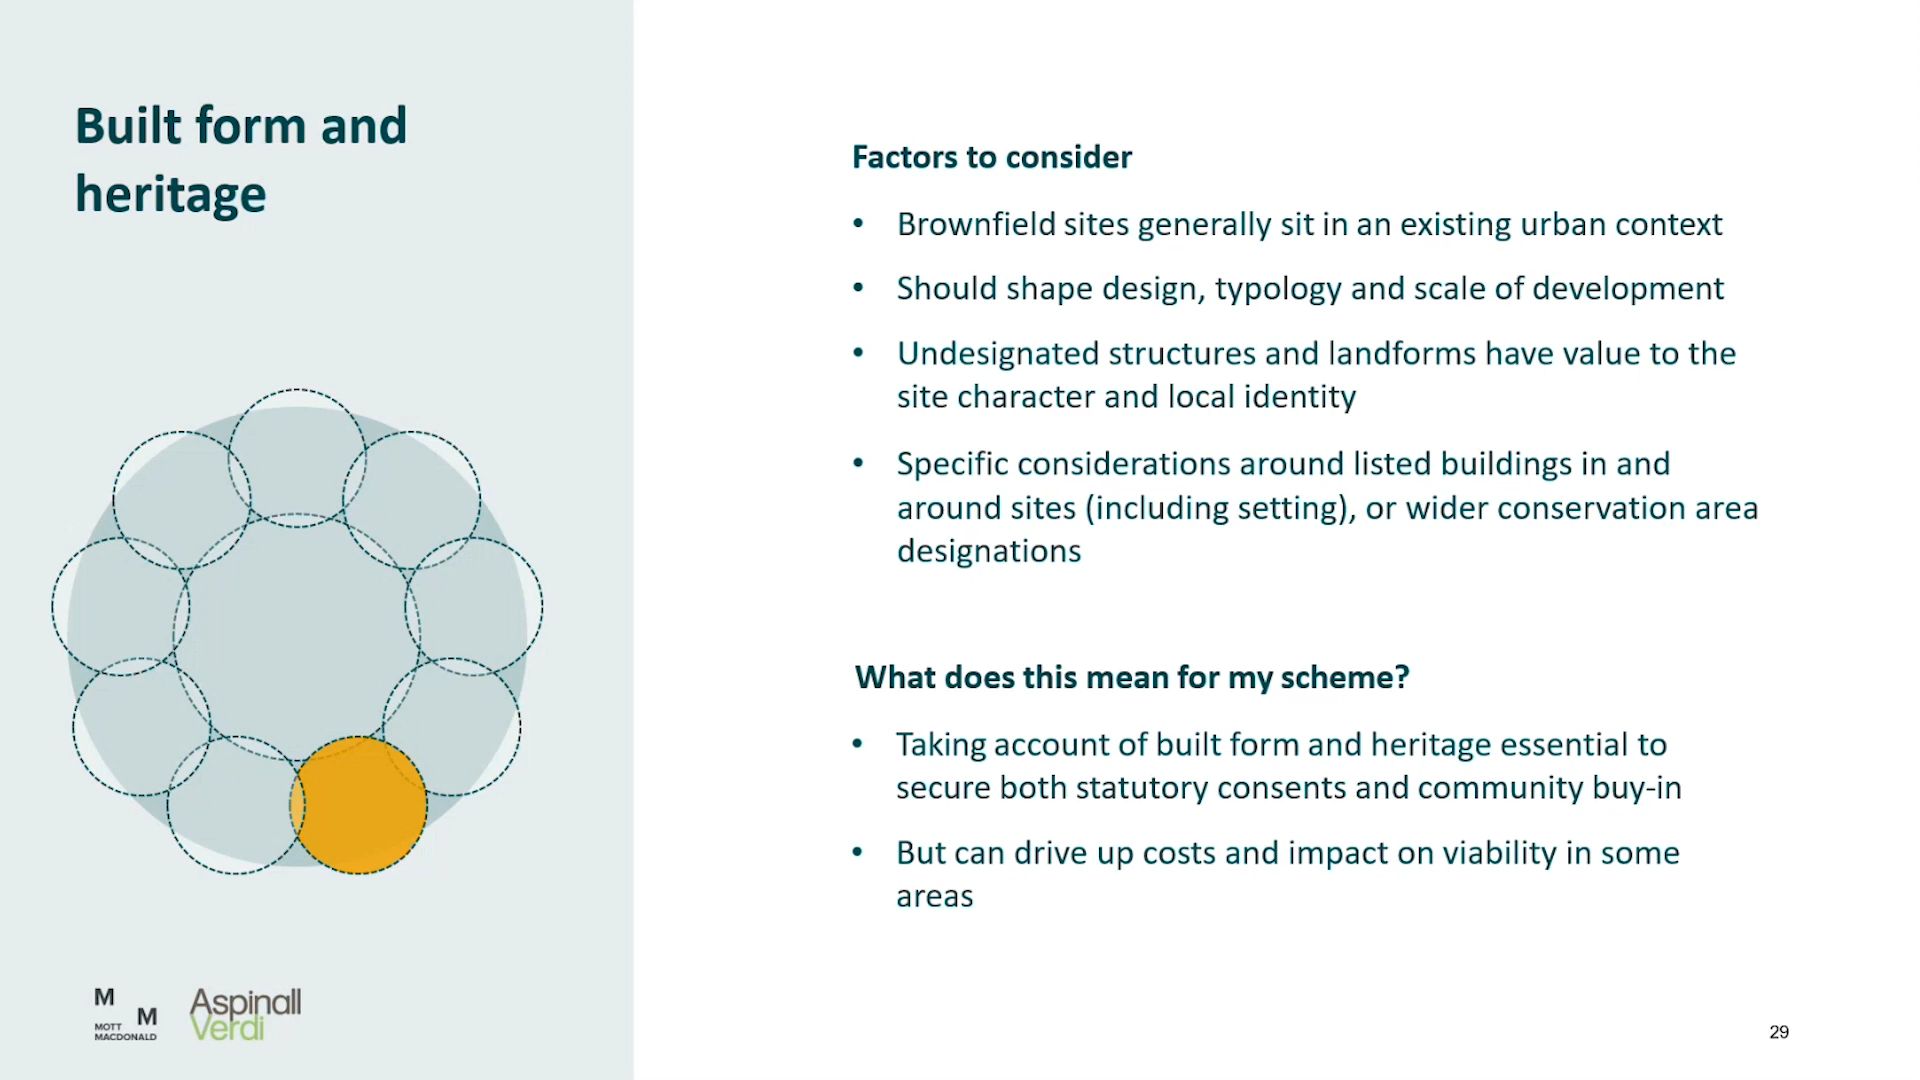 Built form and
heritage
Factors to consider
• Brownfield sites generally sit in an existing urban context
• Should shape design, typology and scale of development
• Undesignated structures and landforms have value to the
site character and local identity
• Specific considerations around listed buildings in and
around sites (including setting), or wider conservation area
designations
What does this mean for my scheme?
• Taking account of built form and heritage essential to
secure both statutory consents and community buy-in
• But can drive up costs and impact on viability in some
areas
M
M
MOTT
MACDONALD
Aspinall
Verdi
29